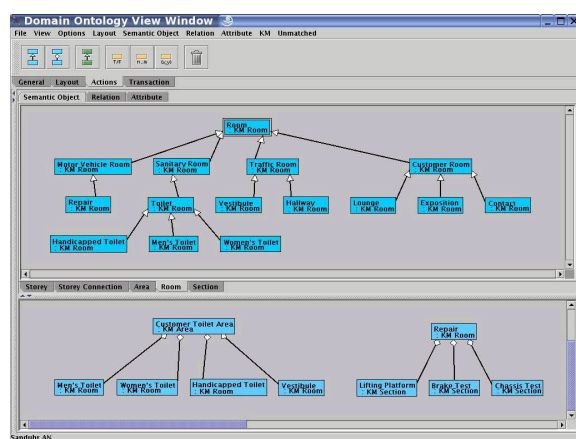 Domain Ontology View Window
File View Options Layout Semantic Object Relation Attribute KM Unmatched
T/F n..m
General Layout Actions Transaction
Semantic Object Relation Attribute
Room
: KM Room
Motor Vehicle Room
: KM Room
Sanitary Room
: KM Room
Traffic Room
: KM Room
Customer Room
: KM Room
Repair
: KM Room
Toilet
: KM Room
Vestibule
: KM Room
Hallway
: KM Room
Lounge
: KM Room
Exposition
: KM Room
Contact
: KM Room
Handicapped Toilet
: KM Room
Men's Toilet
: KM Room
Women's Toilet
: KM Room
Storey Storey Connection Area Room Section
Customer Toilet Area
: KM Area
Repair
: KM Room
Men's Toilet
: KM Room
Women's Toilet
: KM Room
Handicapped Toilet
: KM Room
Vestibule
: KM Room
Lifting Platform
: KM Section
Brake Test
: KM Section
Chassis Test
: KM Section